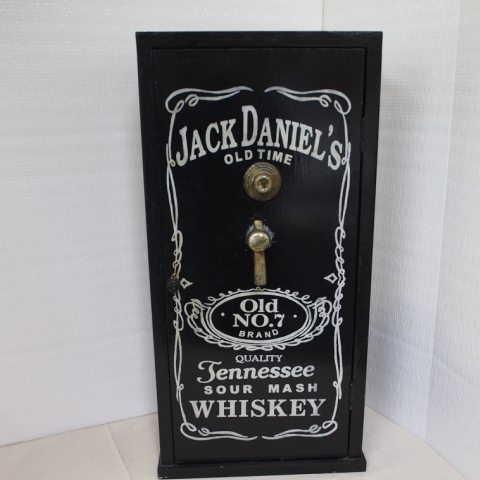 JACK DANIEL'S
OLD TIME
Old
NO.7
BRAND
QUALITY
Tennessee
SOUR MASH
WHISKEY